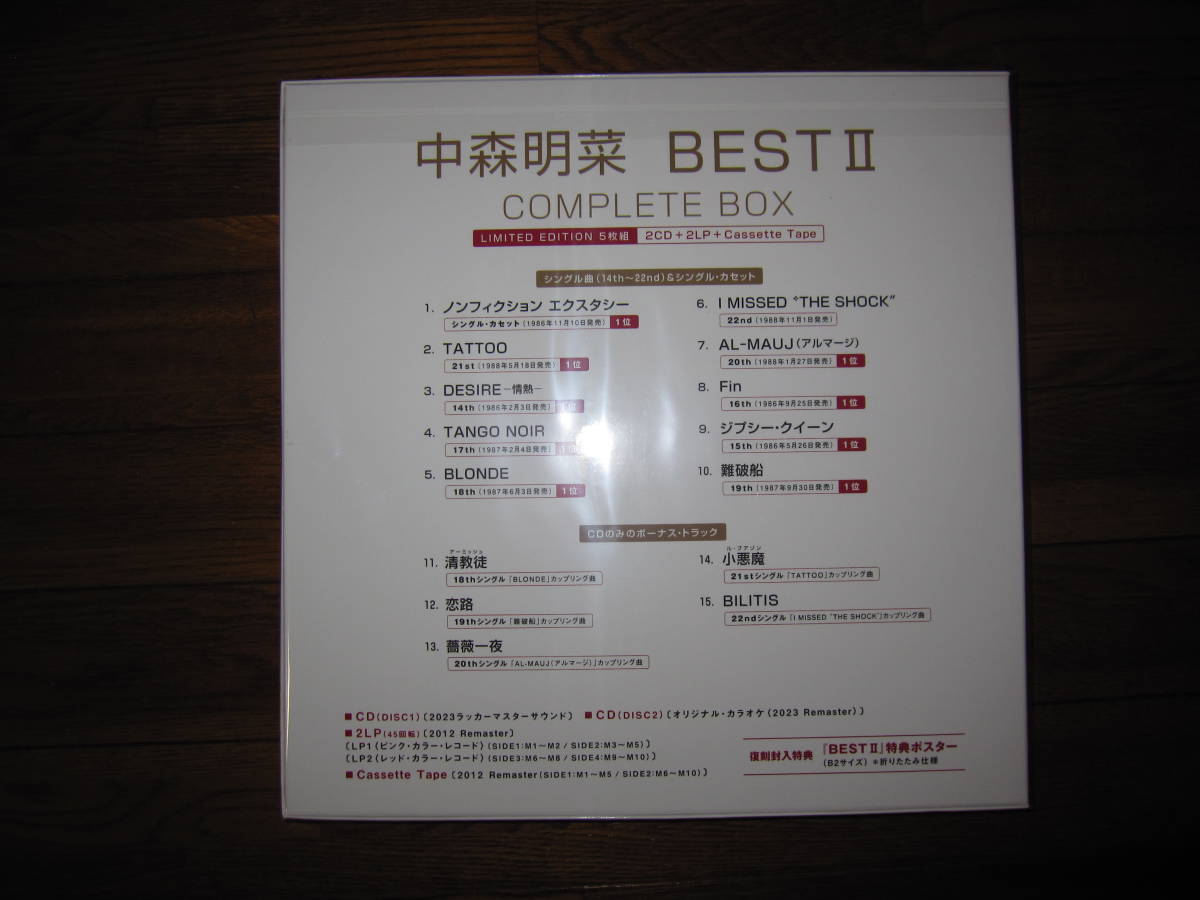 中森明菜 BEST Ⅱ
COMPLETE BOX
LIMITED EDITION 5枚組 2CD+2LP+Cassette Tape
シングル曲(14th〜22nd)&シングル・カセット
1. ノンフィクション エクスタシー
シングル・カセット(1986年11月10日発売) 1位
2. TATTOO
21st(1988年5月18日発売) 1位
3. DESIRE—情熱—
14th(1986年2月3日発売) 1位
4. TANGO NOIR
17th(1987年2月4日発売) 1位
5. BLONDE
18th(1987年6月3日発売) 1位
6. I MISSED "THE SHOCK"
22nd(1988年11月1日発売)
7. AL-MAUJ(アルマージ)
20th(1988年1月27日発売) 1位
8. Fin
16th(1986年9月25日発売) 1位
9. ジプシー・クイーン
15th(1986年5月26日発売) 1位
10. 難破船
19th(1987年9月30日発売) 1位
CDのみのボーナス・トラック
アーミッシュ
11. 清教徒
18thシングル「BLONDE」カップリング曲
12. 恋路
19thシングル「難破船」カップリング曲
13. 薔薇一夜
20thシングル「AL-MAUJ(アルマージ)」カップリング曲
ル・フアゾン
14. 小悪魔
21stシングル「TATTOO」カップリング曲
15. BILITIS
22ndシングル「I MISSED "THE SHOCK"」カップリング曲
■CD(DISC1)〔2023ラッカーマスターサウンド〕 ■CD(DISC2)〔オリジナル・カラオケ(2023 Remaster)〕
■2LP(45回転)〔2012 Remaster〕
〔LP1(ピンク・カラー・レコード)(SIDE1:M1〜M2 / SIDE2:M3〜M5)〕
〔LP2(レッド・カラー・レコード)(SIDE3:M6〜M8 / SIDE4:M9〜M10)〕
■Cassette Tape〔2012 Remaster(SIDE1:M1〜M5 / SIDE2:M6〜M10)〕
復刻封入特典 『BEST Ⅱ』特典ポスター
(B2サイズ)*折りたたみ仕様